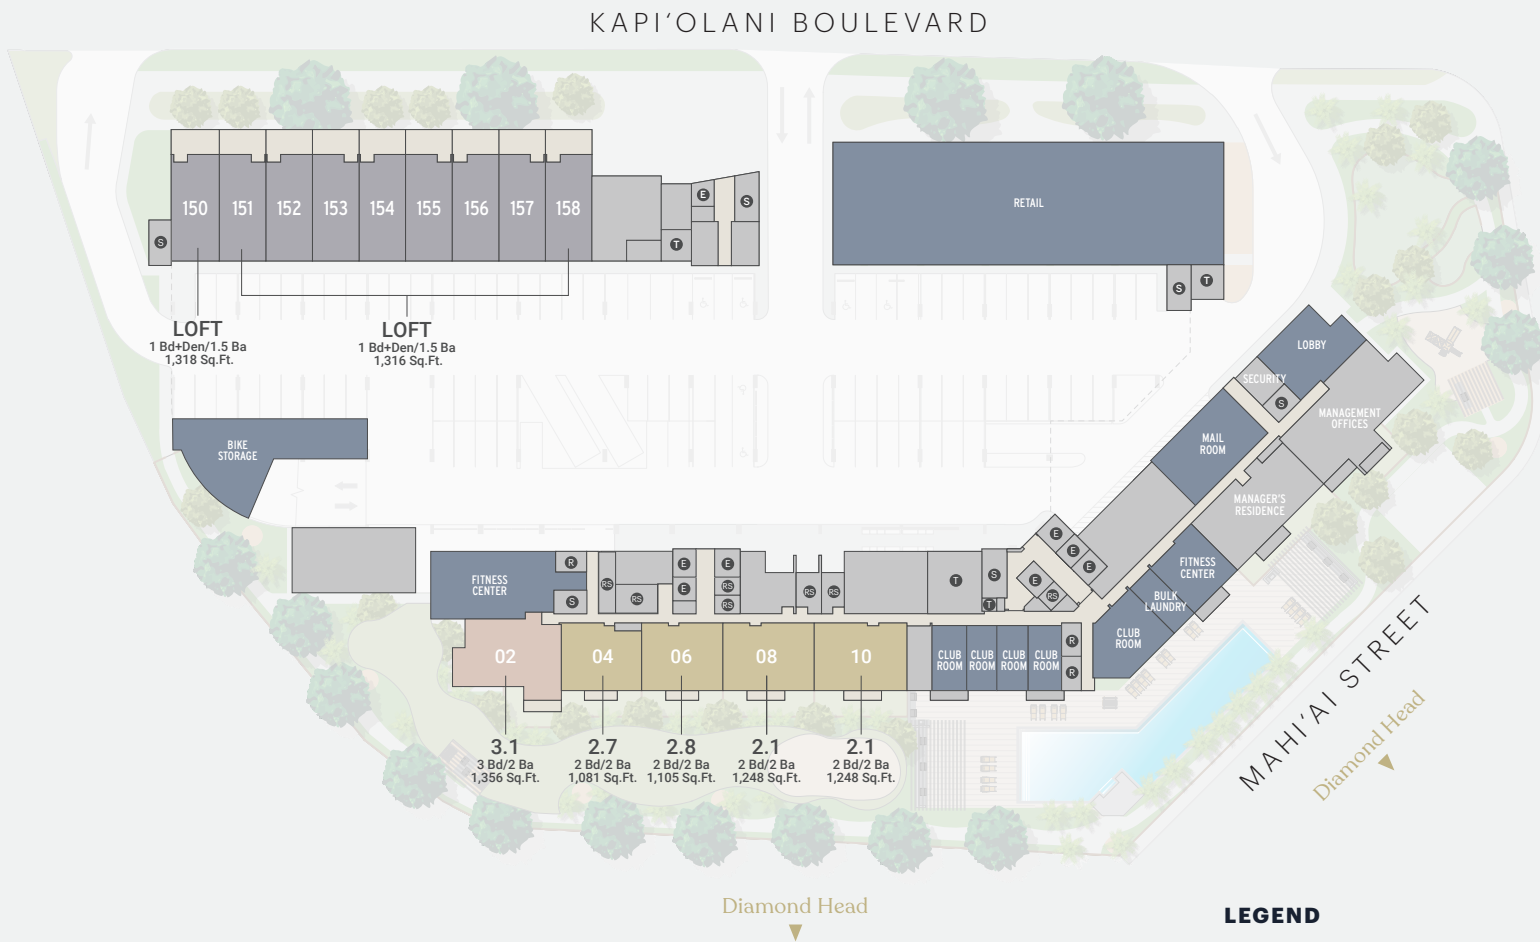 KAPI‘OLANI BOULEVARD
150 151 152 153 154 155 156 157 158
E
S
S
T
RETAIL
S
T
LOFT
1 Bd+Den/1.5 Ba
1,318 Sq.Ft.
LOFT
1 Bd+Den/1.5 Ba
1,316 Sq.Ft.
LOBBY
SECURITY
S
MANAGEMENT
OFFICES
MAIL
ROOM
BIKE
STORAGE
MANAGER'S
RESIDENCE
FITNESS
CENTER
R
S
RS
RS
E
E
E
RS
RS
RS
RS
T
S
T
E
E
E
E
RS
FITNESS
CENTER
BULK
LAUNDRY
CLUB
ROOM
02
04
06
08
10
CLUB
ROOM
CLUB
ROOM
CLUB
ROOM
CLUB
ROOM
R
R
3.1
3 Bd/2 Ba
1,356 Sq.Ft.
2.7
2 Bd/2 Ba
1,081 Sq.Ft.
2.8
2 Bd/2 Ba
1,105 Sq.Ft.
2.1
2 Bd/2 Ba
1,248 Sq.Ft.
2.1
2 Bd/2 Ba
1,248 Sq.Ft.
MAHI‘AI STREET
Diamond Head
Diamond Head
LEGEND